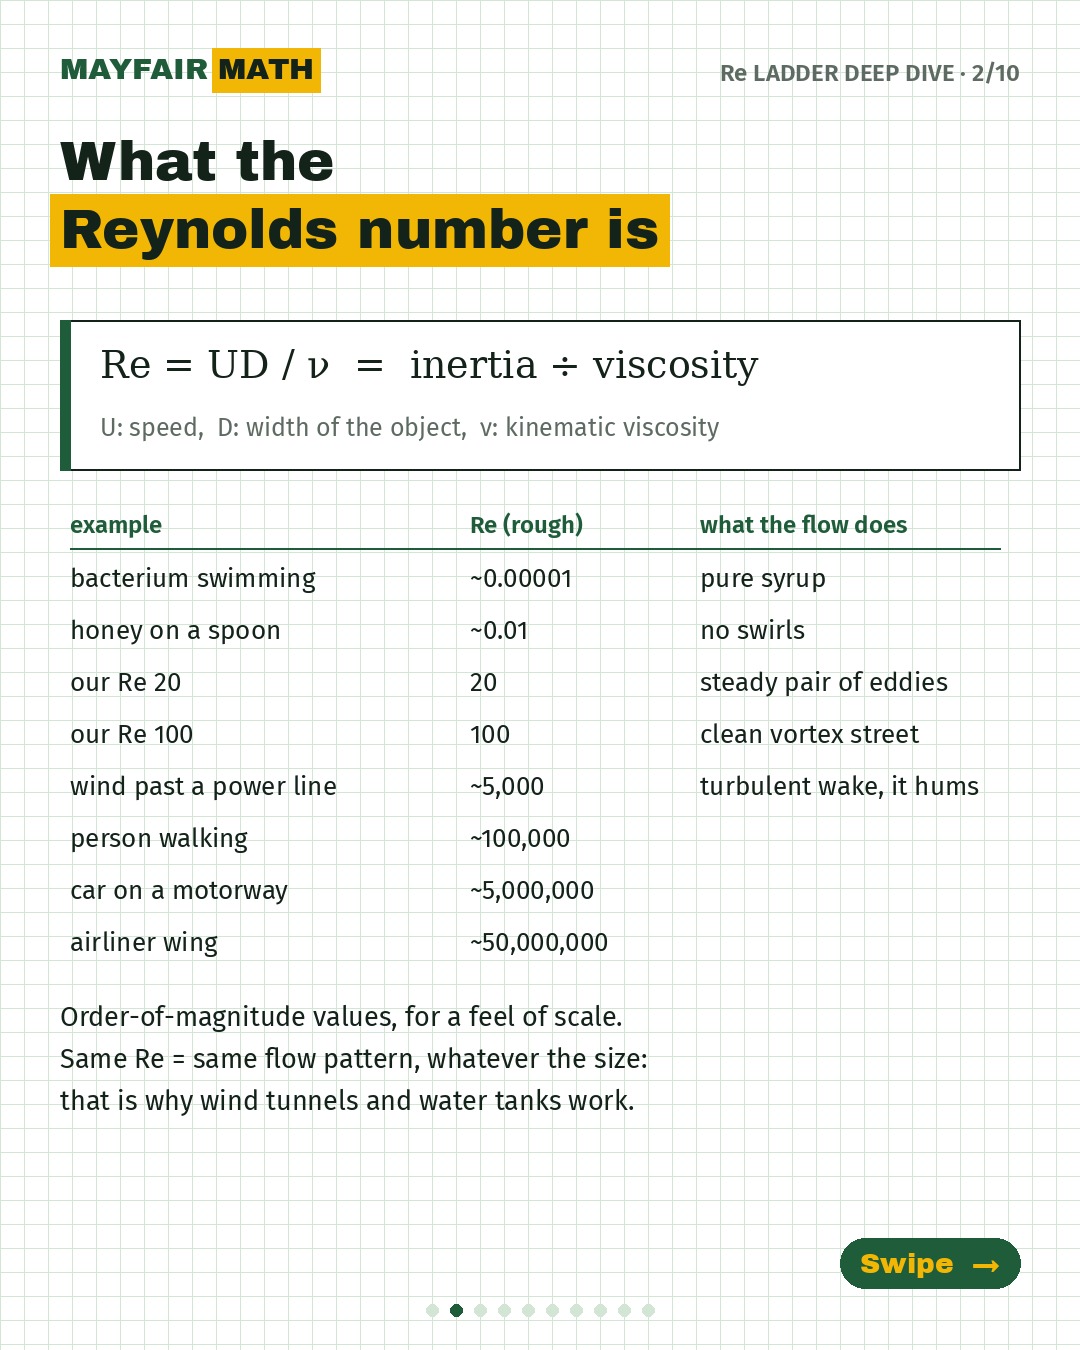 MAYFAIR MATH
Re LADDER DEEP DIVE · 2/10
What the
Reynolds number is
Re = UD / ν = inertia ÷ viscosity
U: speed, D: width of the object, ν: kinematic viscosity
example Re (rough) what the flow does
bacterium swimming ~0.00001 pure syrup
honey on a spoon ~0.01 no swirls
our Re 20 20 steady pair of eddies
our Re 100 100 clean vortex street
wind past a power line ~5,000 turbulent wake, it hums
person walking ~100,000
car on a motorway ~5,000,000
airliner wing ~50,000,000
Order-of-magnitude values, for a feel of scale.
Same Re = same flow pattern, whatever the size:
that is why wind tunnels and water tanks work.
Swipe →